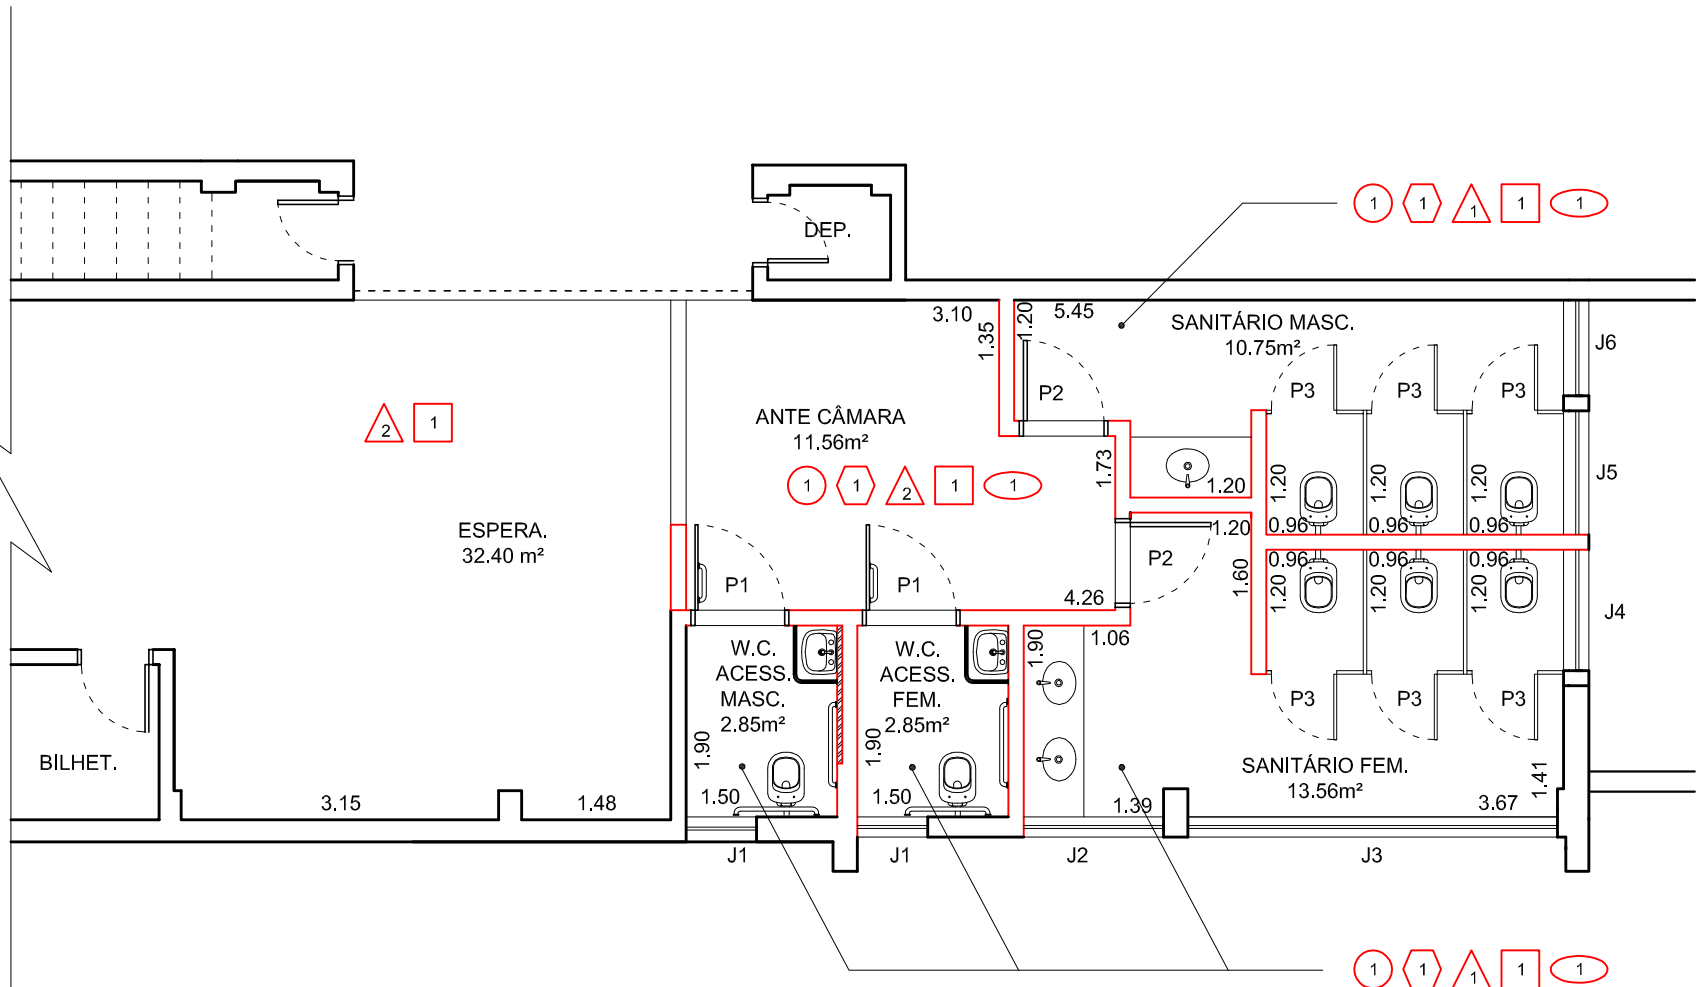 DEP.
1 1 1 1 1
3.10
1.35
1.20
5.45
SANITÁRIO MASC.
10.75m²
J6
P2
P3
P3
P3
2 1
ANTE CÂMARA
11.56m²
1 1 2 1 1
1.73
1.20
1.20
1.20
1.20
J5
ESPERA.
32.40 m²
1.20
0.96
0.96
0.96
P1
P1
P2
1.60
0.96
0.96
0.96
1.20
1.20
1.20
4.26
1.06
J4
W.C.
ACESS.
MASC.
2.85m²
W.C.
ACESS.
FEM.
2.85m²
1.90
P3
P3
P3
BILHET.
1.90
1.90
SANITÁRIO FEM.
13.56m²
1.41
3.15
1.48
1.50
1.50
1.39
3.67
J1
J1
J2
J3
1 1 1 1 1